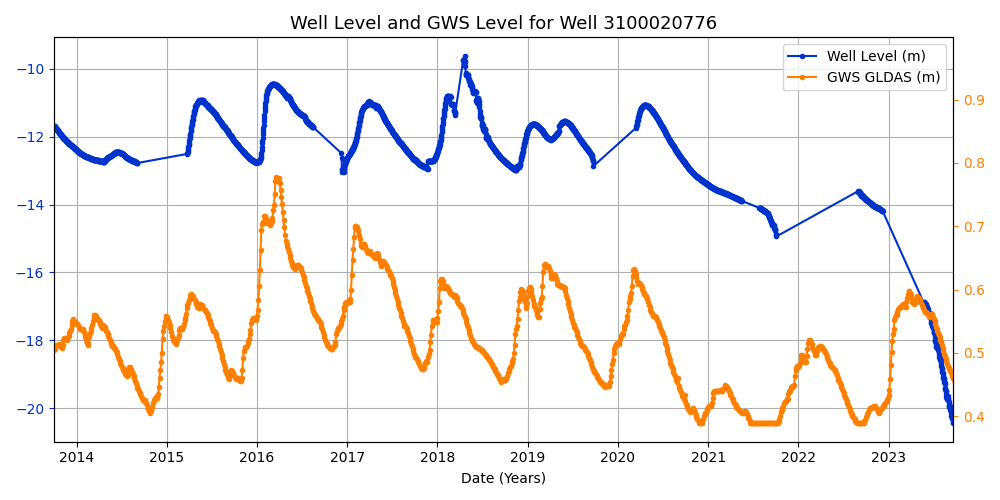 Well Level and GWS Level for Well 3100020776
Well Level (m)
GWS GLDAS (m)
−10
−12
−14
−16
−18
−20
0.9
0.8
0.7
0.6
0.5
0.4
2014 2015 2016 2017 2018 2019 2020 2021 2022 2023
Date (Years)